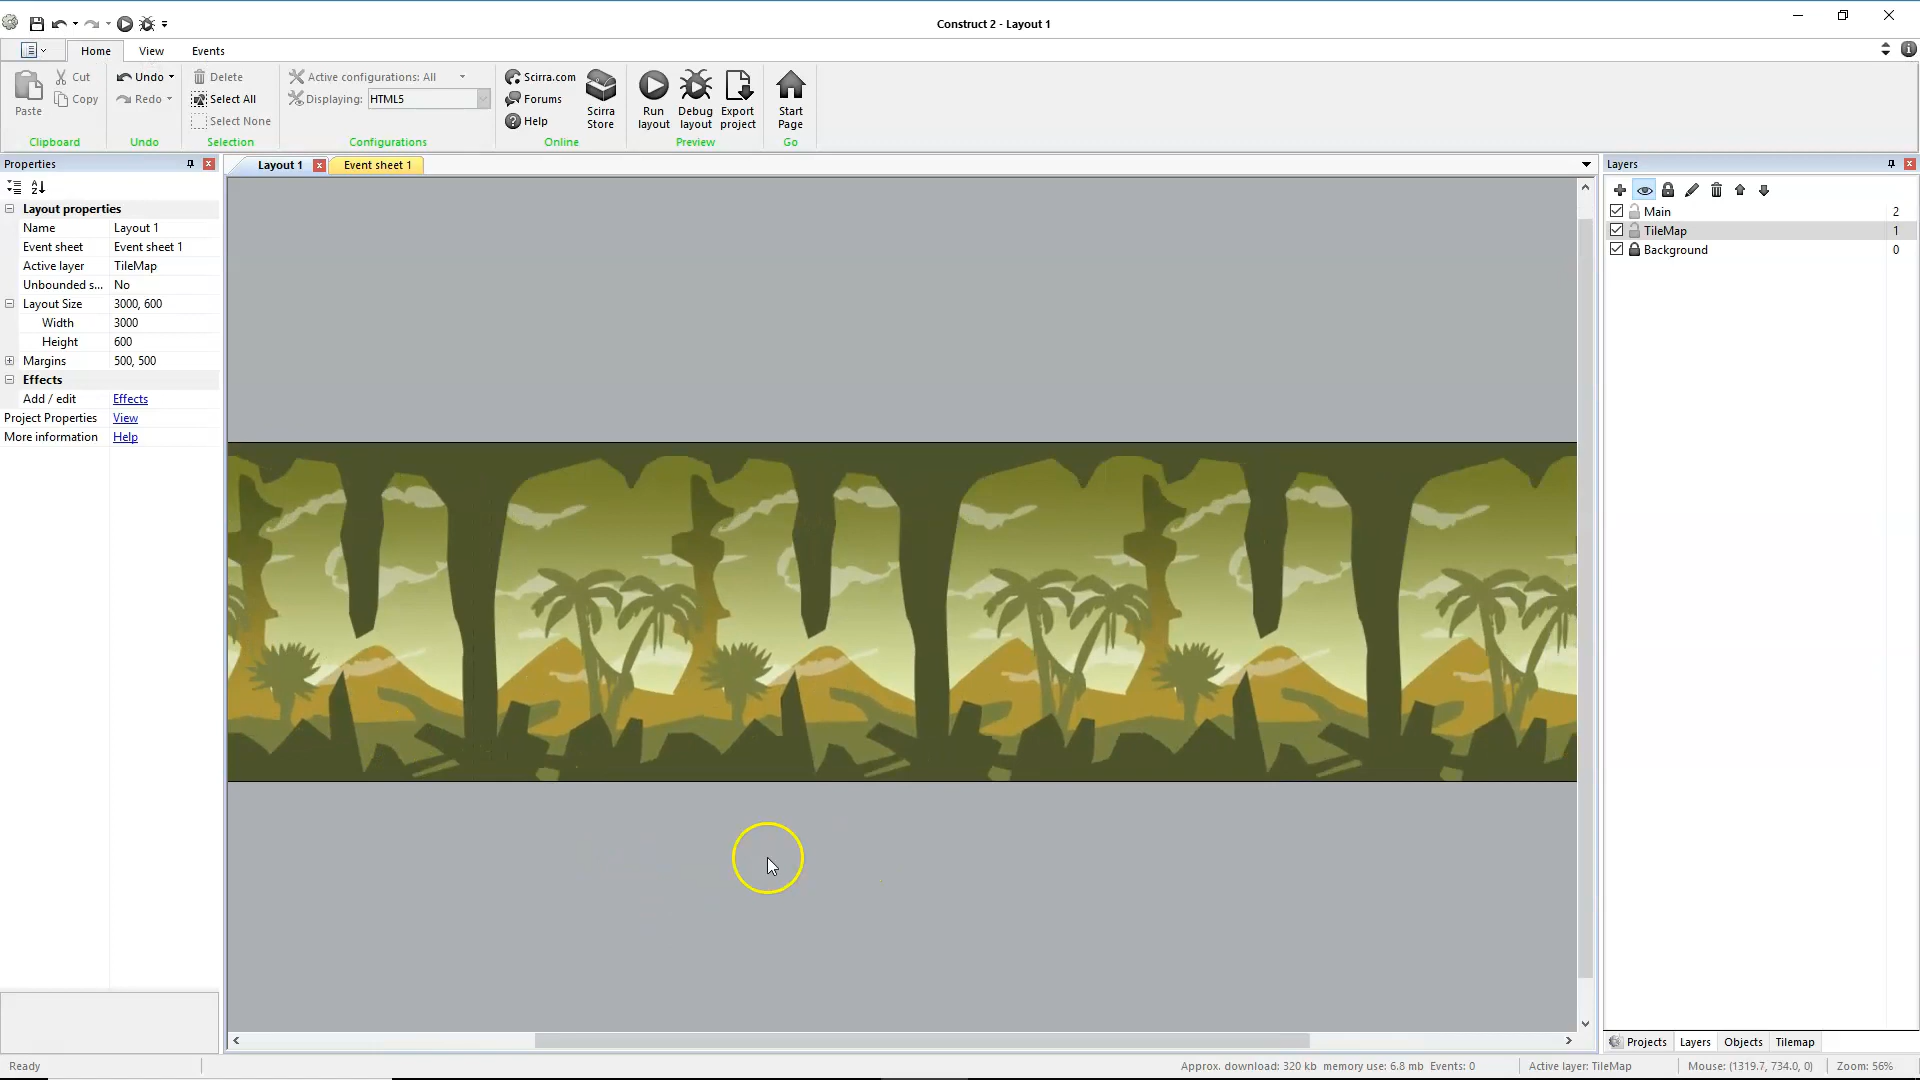 Construct 2 - Layout 1
Home View Events
Paste
Cut
Copy
Clipboard
Undo
Redo
Undo
Delete
Select All
Select None
Selection
Active configurations: All
Displaying: HTML5
Configurations
Scirra.com
Forums
Help
Scirra
Store
Online
Run
layout
Debug
layout
Export
project
Preview
Start
Page
Go
Properties
Layout 1
Event sheet 1
Layers
Layout properties
Name Layout 1
Event sheet Event sheet 1
Active layer TileMap
Unbounded s... No
Layout Size 3000, 600
Width 3000
Height 600
Margins 500, 500
Effects
Add / edit Effects
Project Properties View
More information Help
Main 2
TileMap 1
Background 0
Projects Layers Objects Tilemap
Ready
Approx. download: 320 kb memory use: 6.8 mb Events: 0
Active layer: TileMap
Mouse: (1319.7, 734.0, 0)
Zoom: 56%